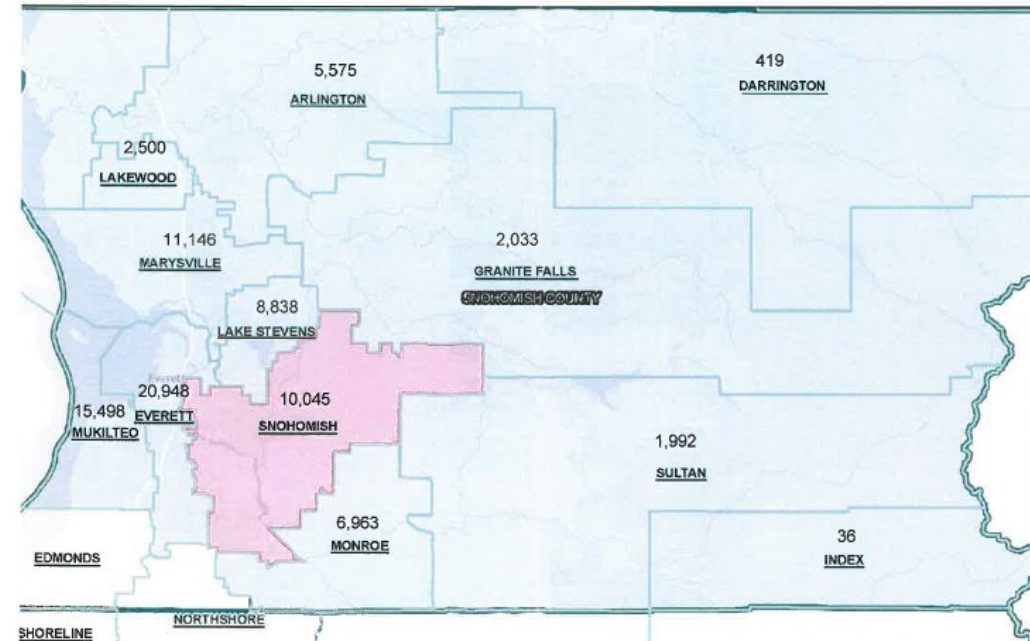 419
DARRINGTON
5,575
ARLINGTON
2,500
LAKEWOOD
11,146
MARYSVILLE
2,033
GRANITE FALLS
SNOHOMISH COUNTY
8,838
LAKE STEVENS
Everett
20,948
EVERETT
15,498
MUKILTEO
10,045
SNOHOMISH
1,992
SULTAN
6,963
MONROE
36
INDEX
EDMONDS
NORTHSHORE
SHORELINE